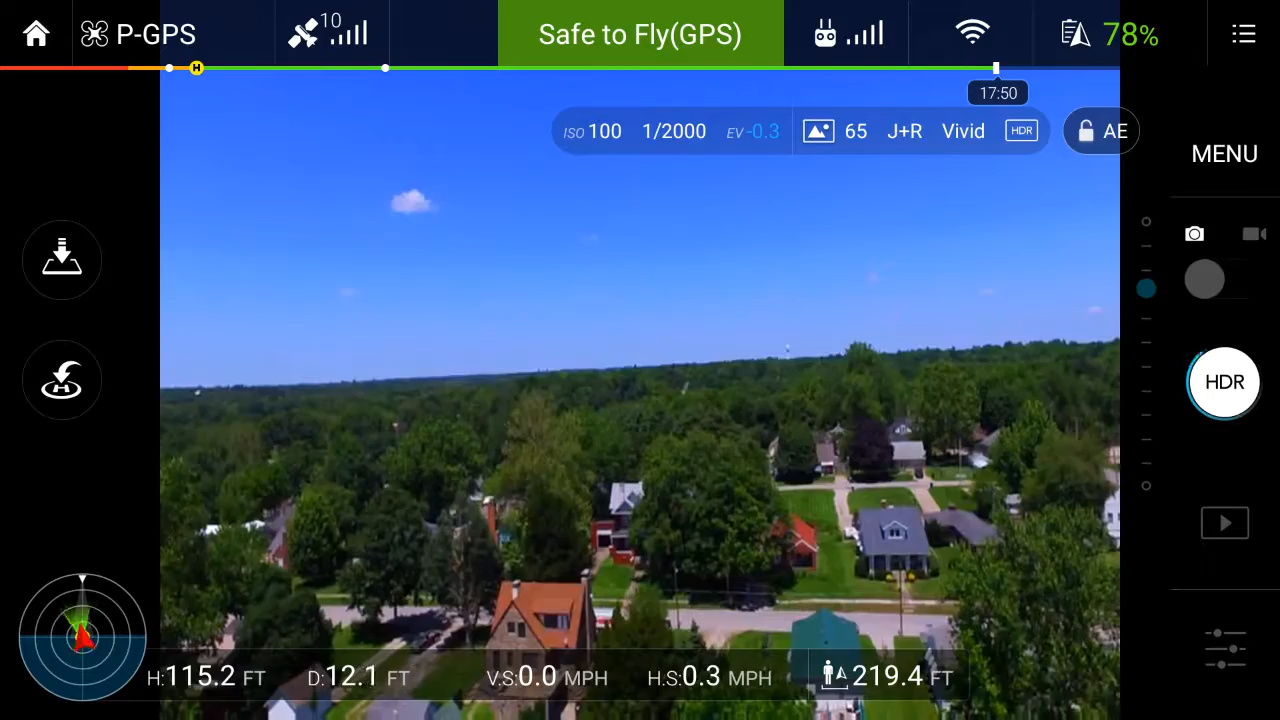 P-GPS 10 Safe to Fly(GPS) 78%
H
17:50
ISO 100 1/2000 EV -0.3 65 J+R Vivid HDR AE
MENU
HDR
H
H:115.2 FT D:12.1 FT V.S:0.0 MPH H.S:0.3 MPH 219.4 FT